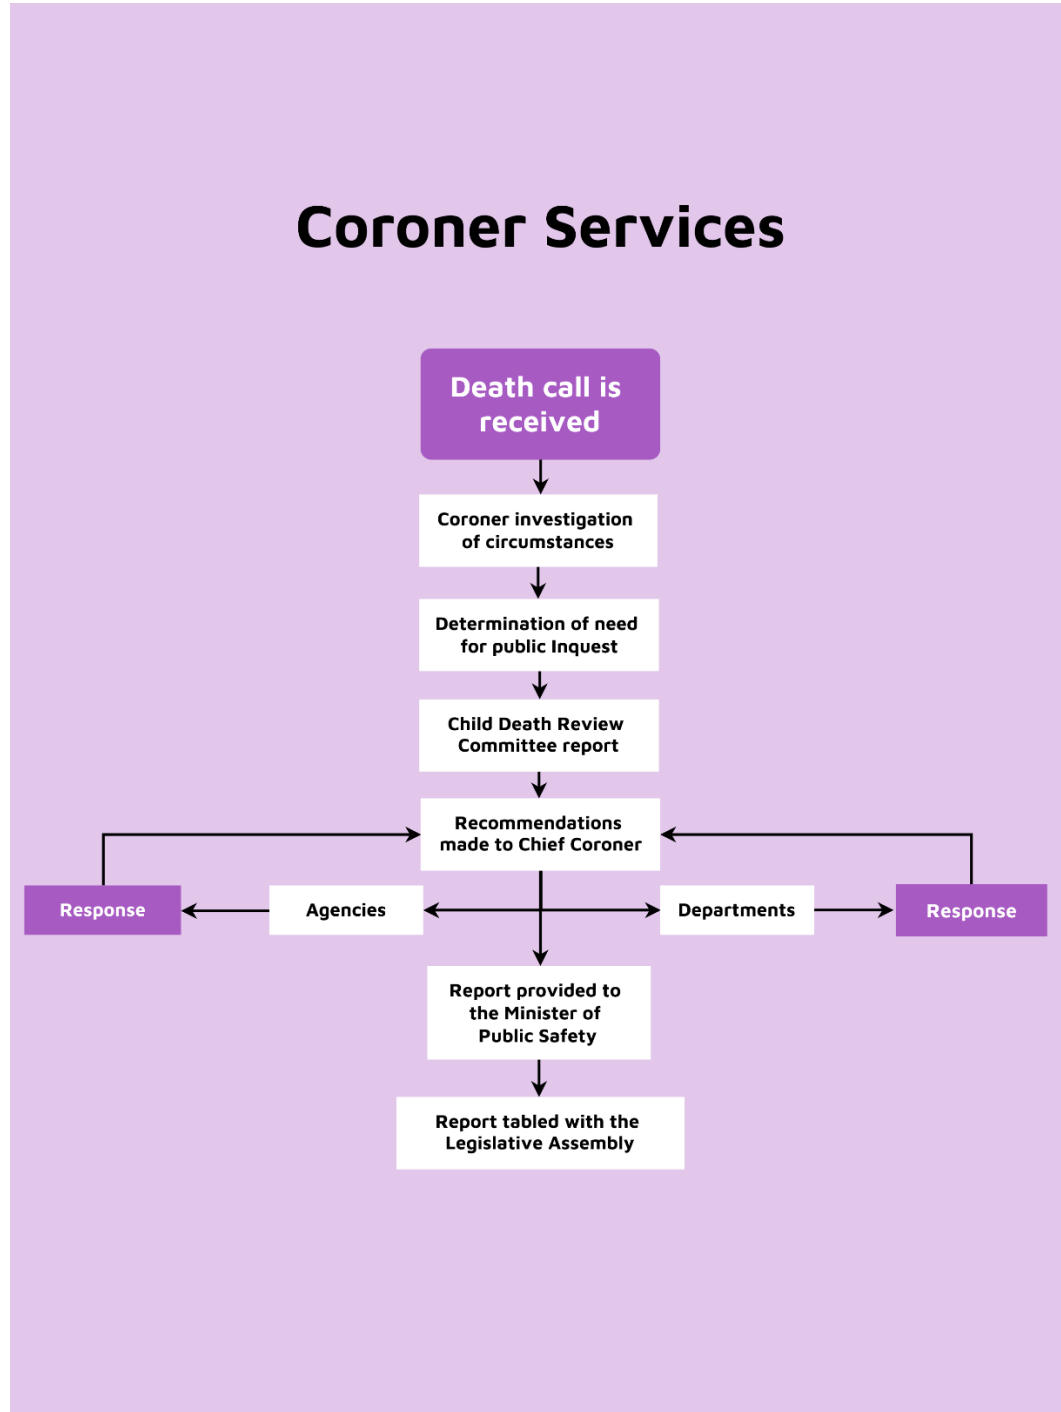 Coroner Services
Death call is
received
Coroner investigation
of circumstances
Determination of need
for public Inquest
Child Death Review
Committee report
Recommendations
made to Chief Coroner
Response
Agencies
Departments
Response
Report provided to
the Minister of
Public Safety
Report tabled with the
Legislative Assembly